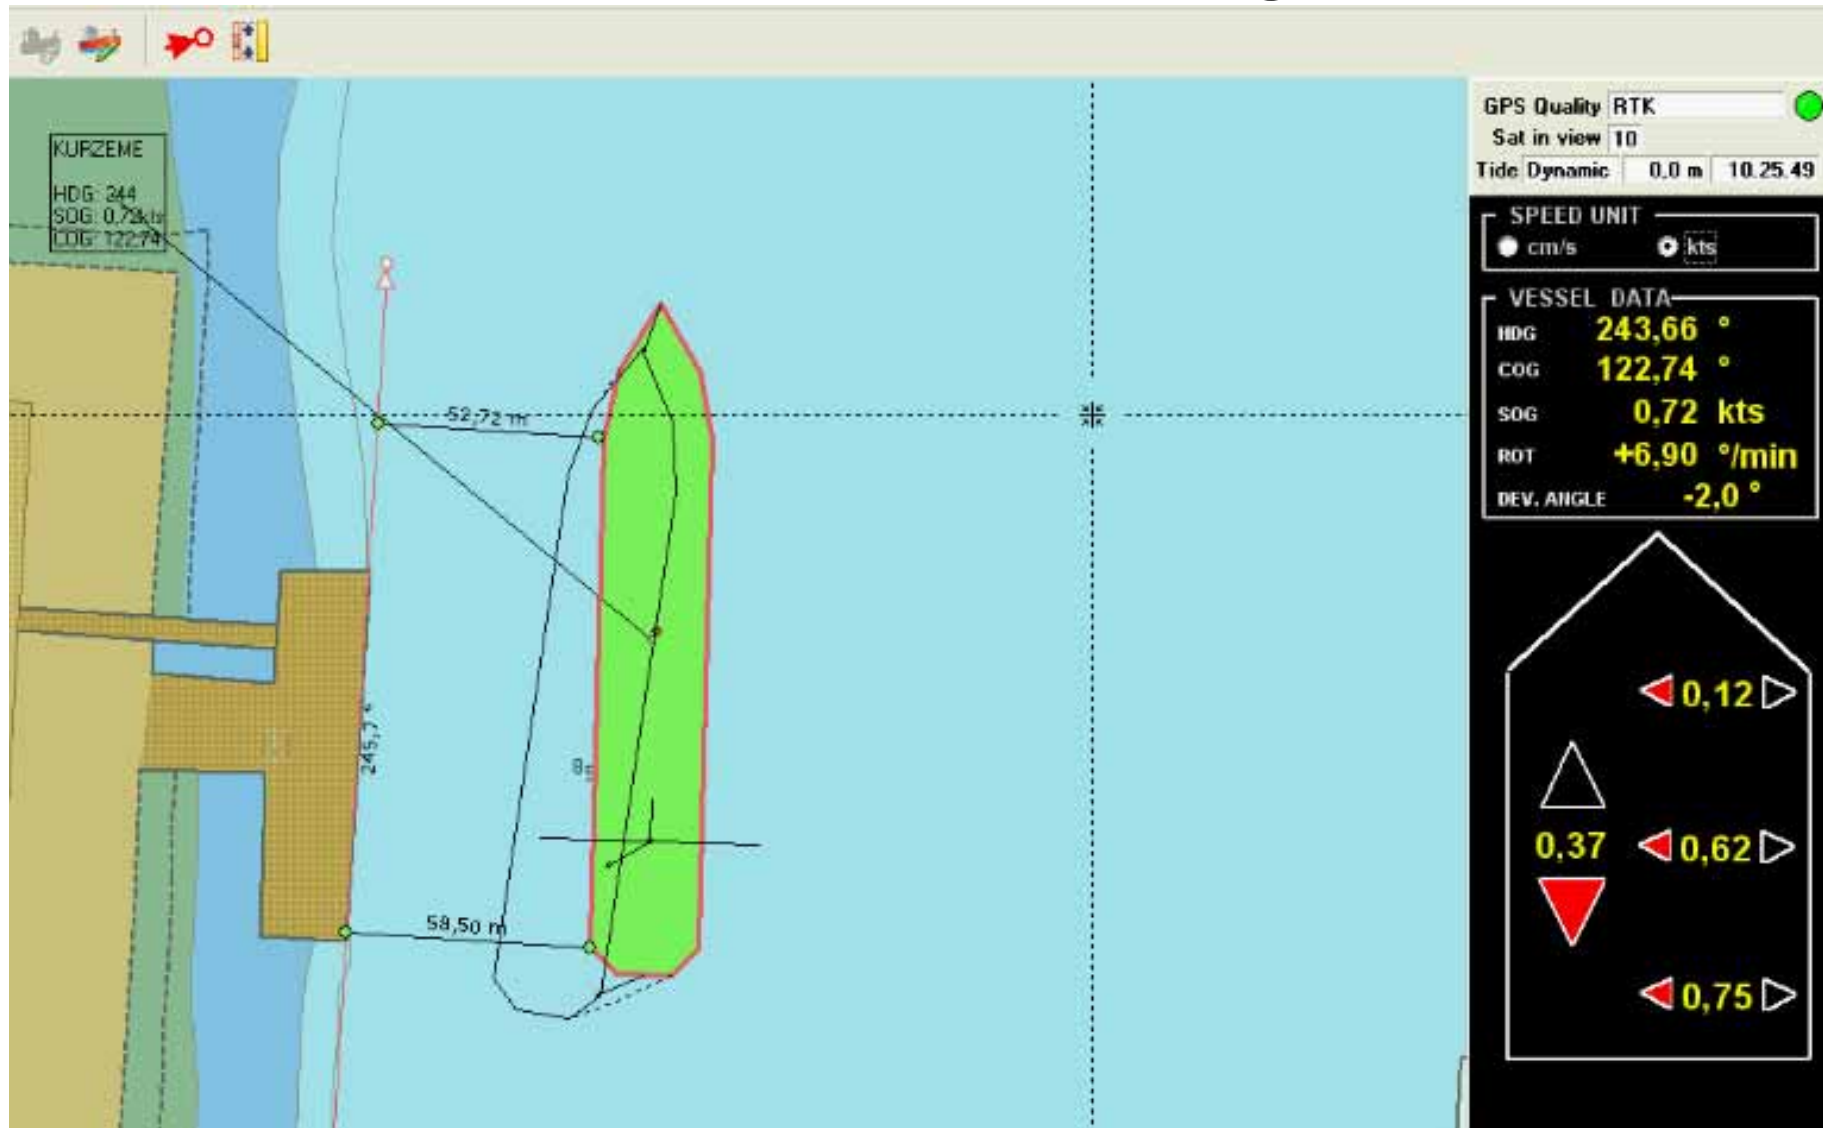 GPS Quality RTK
Sat in view 10
Tide Dynamic 0,0 m 10.25.49
SPEED UNIT
cm/s kts
VESSEL DATA
HDG 243,66 °
COG 122,74 °
SOG 0,72 kts
ROT +6,90 °/min
DEV. ANGLE -2,0 °
0,12
0,37 0,62
0,75
KURZEME
HDG: 244
SOG: 0,72kts
COG: 122,74
52,72 m
245,7 °
8
58,50 m